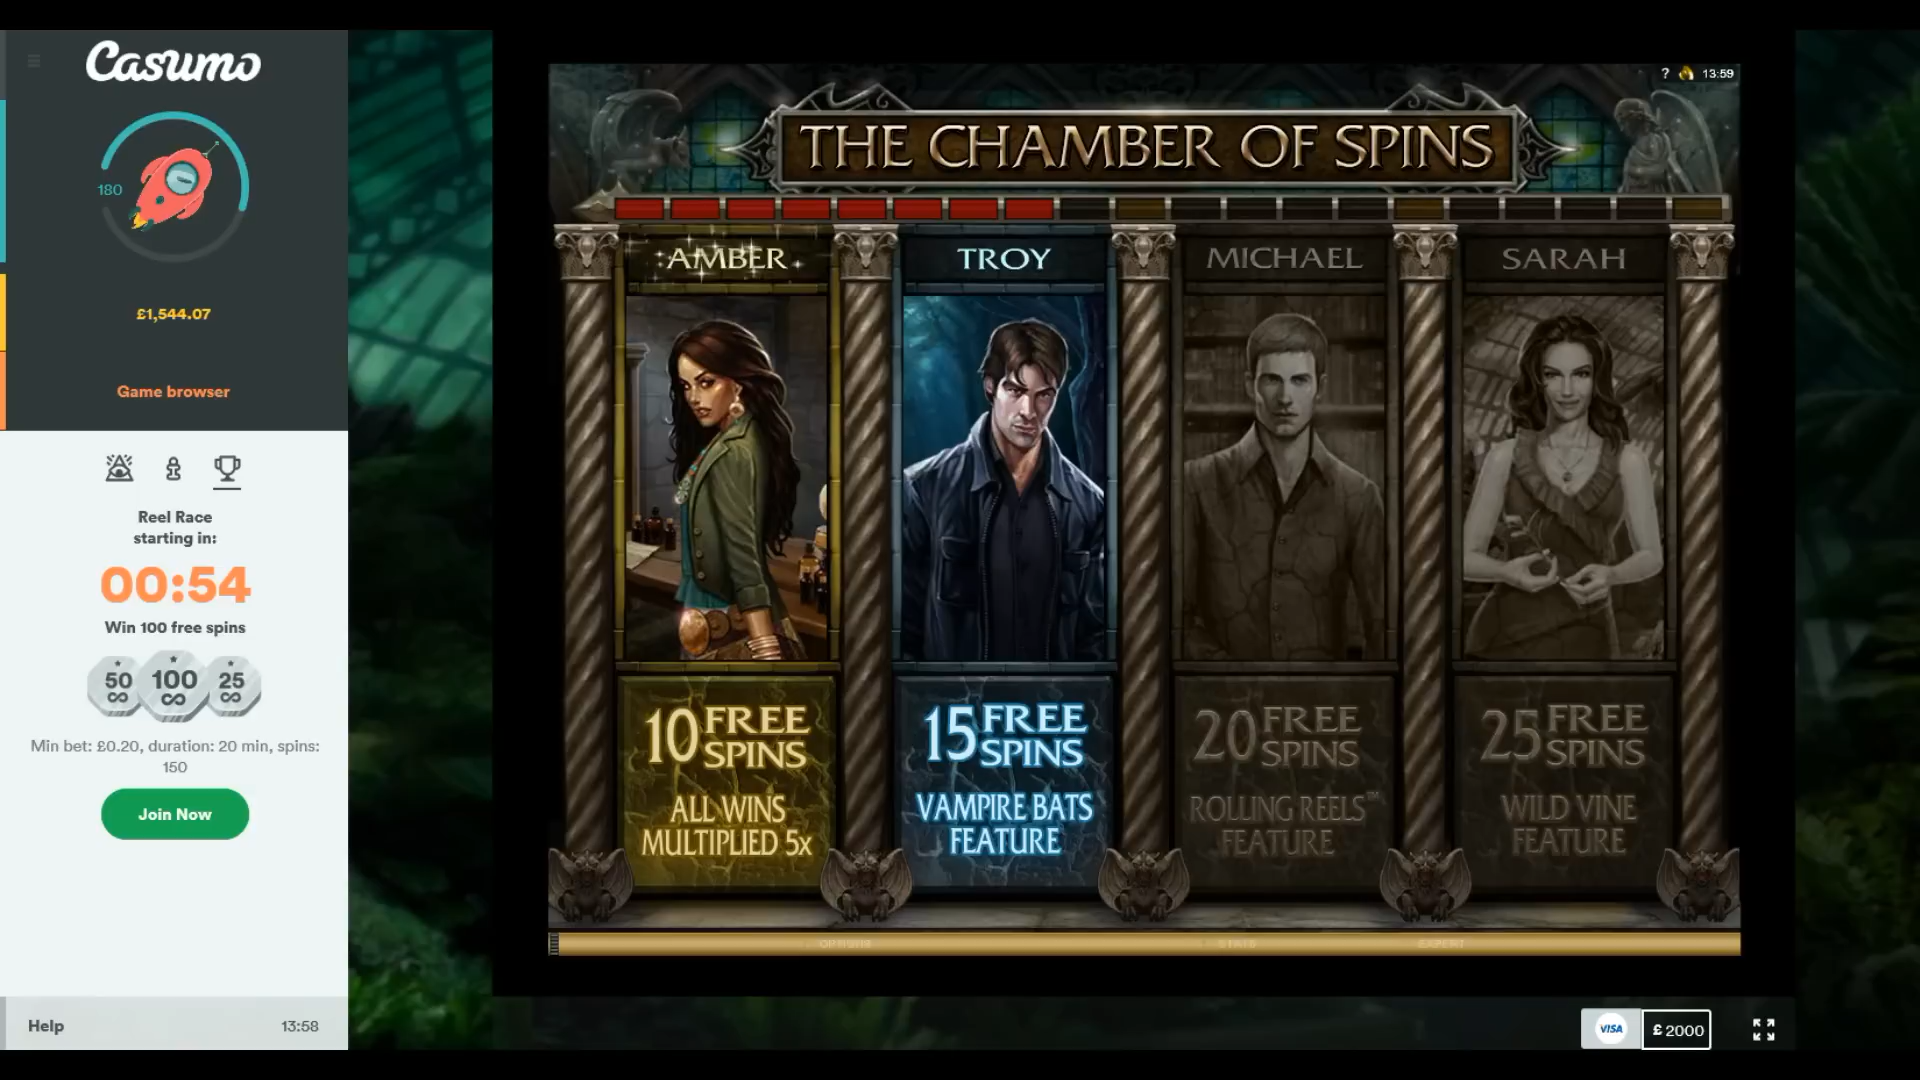 Casumo
180
£1,544.07
Game browser
Reel Race
starting in:
00:54
Win 100 free spins
50 100 25
∞ ∞ ∞
Min bet: £0.20, duration: 20 min, spins:
150
Join Now
Help 13:58
? 13:59
THE CHAMBER OF SPINS
AMBER TROY MICHAEL SARAH
10 FREE SPINS
ALL WINS
MULTIPLIED 5x
15 FREE SPINS
VAMPIRE BATS
FEATURE
20 FREE SPINS
ROLLING REELS™
FEATURE
25 FREE SPINS
WILD VINE
FEATURE
OPTIONS STATS EXPERT
VISA £ 2000